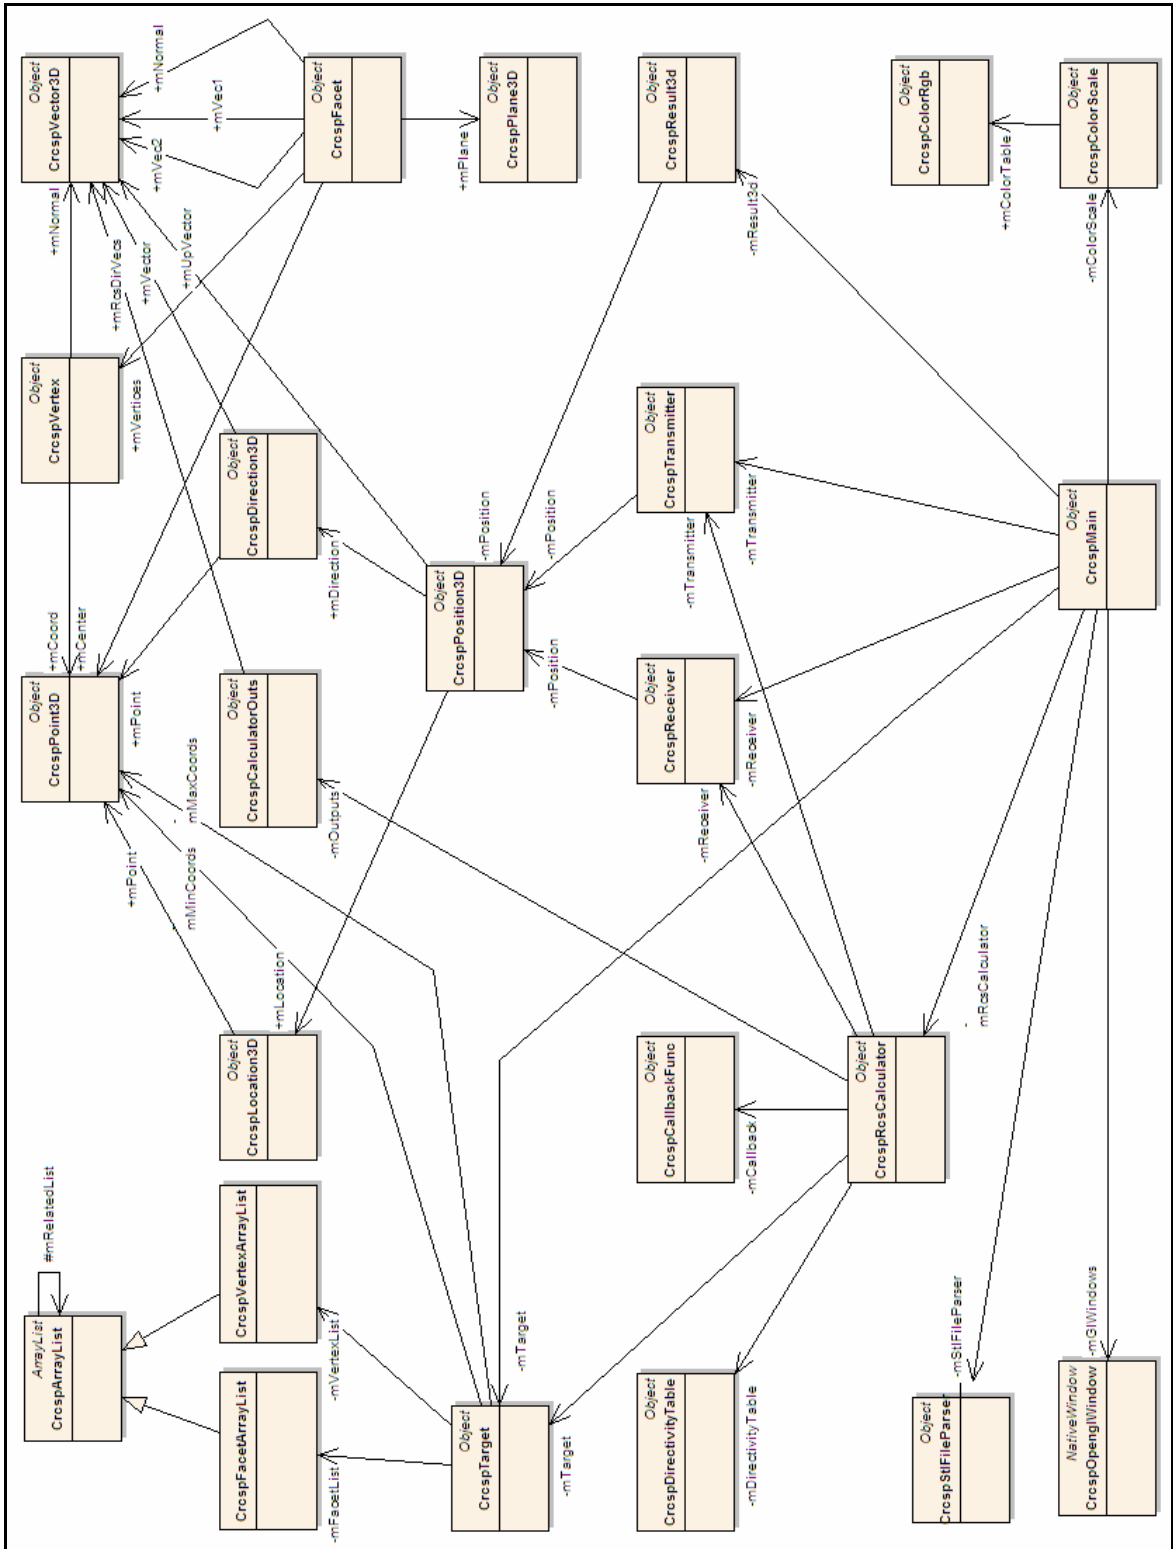 ArrayList
CrospArrayList
#mRelatedList
Object
CrospPoint3D
+mCoord
+mCenter
+mPoint
+mPoint
-
mMaxCoords
-
mMinCoords
Object
CrospVertex
+mNormal
+mVertices
Object
CrospVector3D
+mNormal
+mVec1
+mVec2
+mRcsDirVecs
+mVector
+mUpVector
Object
CrospFacetArrayList
-mFacetList
Object
CrospVertexArrayList
-mVertexList
Object
CrospLocation3D
+mLocation
Object
CrospCalculatorOuts
-mOutputs
Object
CrospDirection3D
+mDirection
Object
CrospFacet
Object
CrospTarget
-mTarget
-mTarget
Object
CrospPosition3D
-mPosition
-mPosition
-mPosition
Object
CrospPlane3D
+mPlane
Object
CrospDirectivityTable
-mDirectivityTable
Object
CrospCallbackFunc
-mCallback
Object
CrospReceiver
-mReceiver
-mReceiver
Object
CrospTransmitter
-mTransmitter
-mTransmitter
Object
CrospResult3d
-mResult3d
Object
CrospRcsCalculator
-
mRcsCalculator
Object
CrospStlFileParser
-mStlFileParser
Object
CrospColorRgb
+mColorTable
NativeWindow
CrospOpenglWindow
-mGlWindows
Object
CrospMain
Object
CrospColorScale
-mColorScale